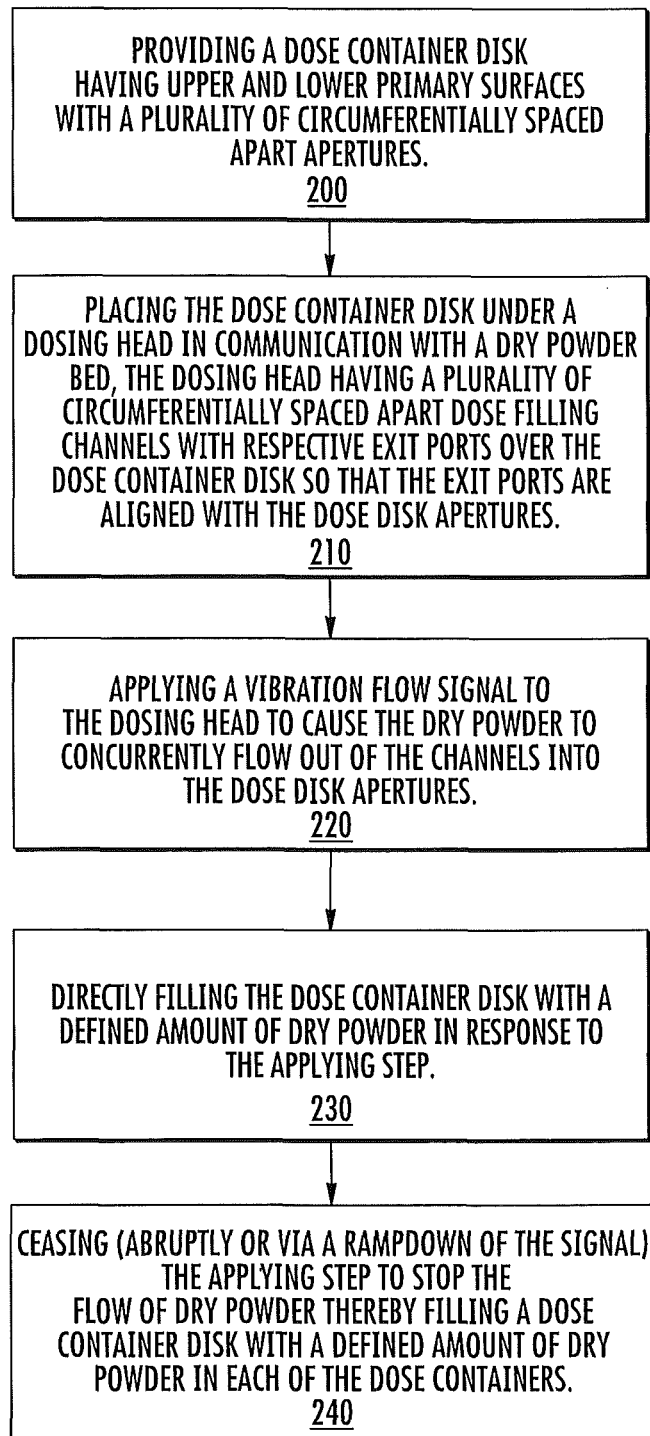 PROVIDING A DOSE CONTAINER DISK
HAVING UPPER AND LOWER PRIMARY SURFACES
WITH A PLURALITY OF CIRCUMFERENTIALLY SPACED
APART APERTURES.
200
PLACING THE DOSE CONTAINER DISK UNDER A
DOSING HEAD IN COMMUNICATION WITH A DRY POWDER
BED, THE DOSING HEAD HAVING A PLURALITY OF
CIRCUMFERENTIALLY SPACED APART DOSE FILLING
CHANNELS WITH RESPECTIVE EXIT PORTS OVER THE
DOSE CONTAINER DISK SO THAT THE EXIT PORTS ARE
ALIGNED WITH THE DOSE DISK APERTURES.
210
APPLYING A VIBRATION FLOW SIGNAL TO
THE DOSING HEAD TO CAUSE THE DRY POWDER TO
CONCURRENTLY FLOW OUT OF THE CHANNELS INTO
THE DOSE DISK APERTURES.
220
DIRECTLY FILLING THE DOSE CONTAINER DISK WITH A
DEFINED AMOUNT OF DRY POWDER IN RESPONSE TO
THE APPLYING STEP.
230
CEASING (ABRUPTLY OR VIA A RAMPDOWN OF THE SIGNAL)
THE APPLYING STEP TO STOP THE
FLOW OF DRY POWDER THEREBY FILLING A DOSE
CONTAINER DISK WITH A DEFINED AMOUNT OF DRY
POWDER IN EACH OF THE DOSE CONTAINERS.
240